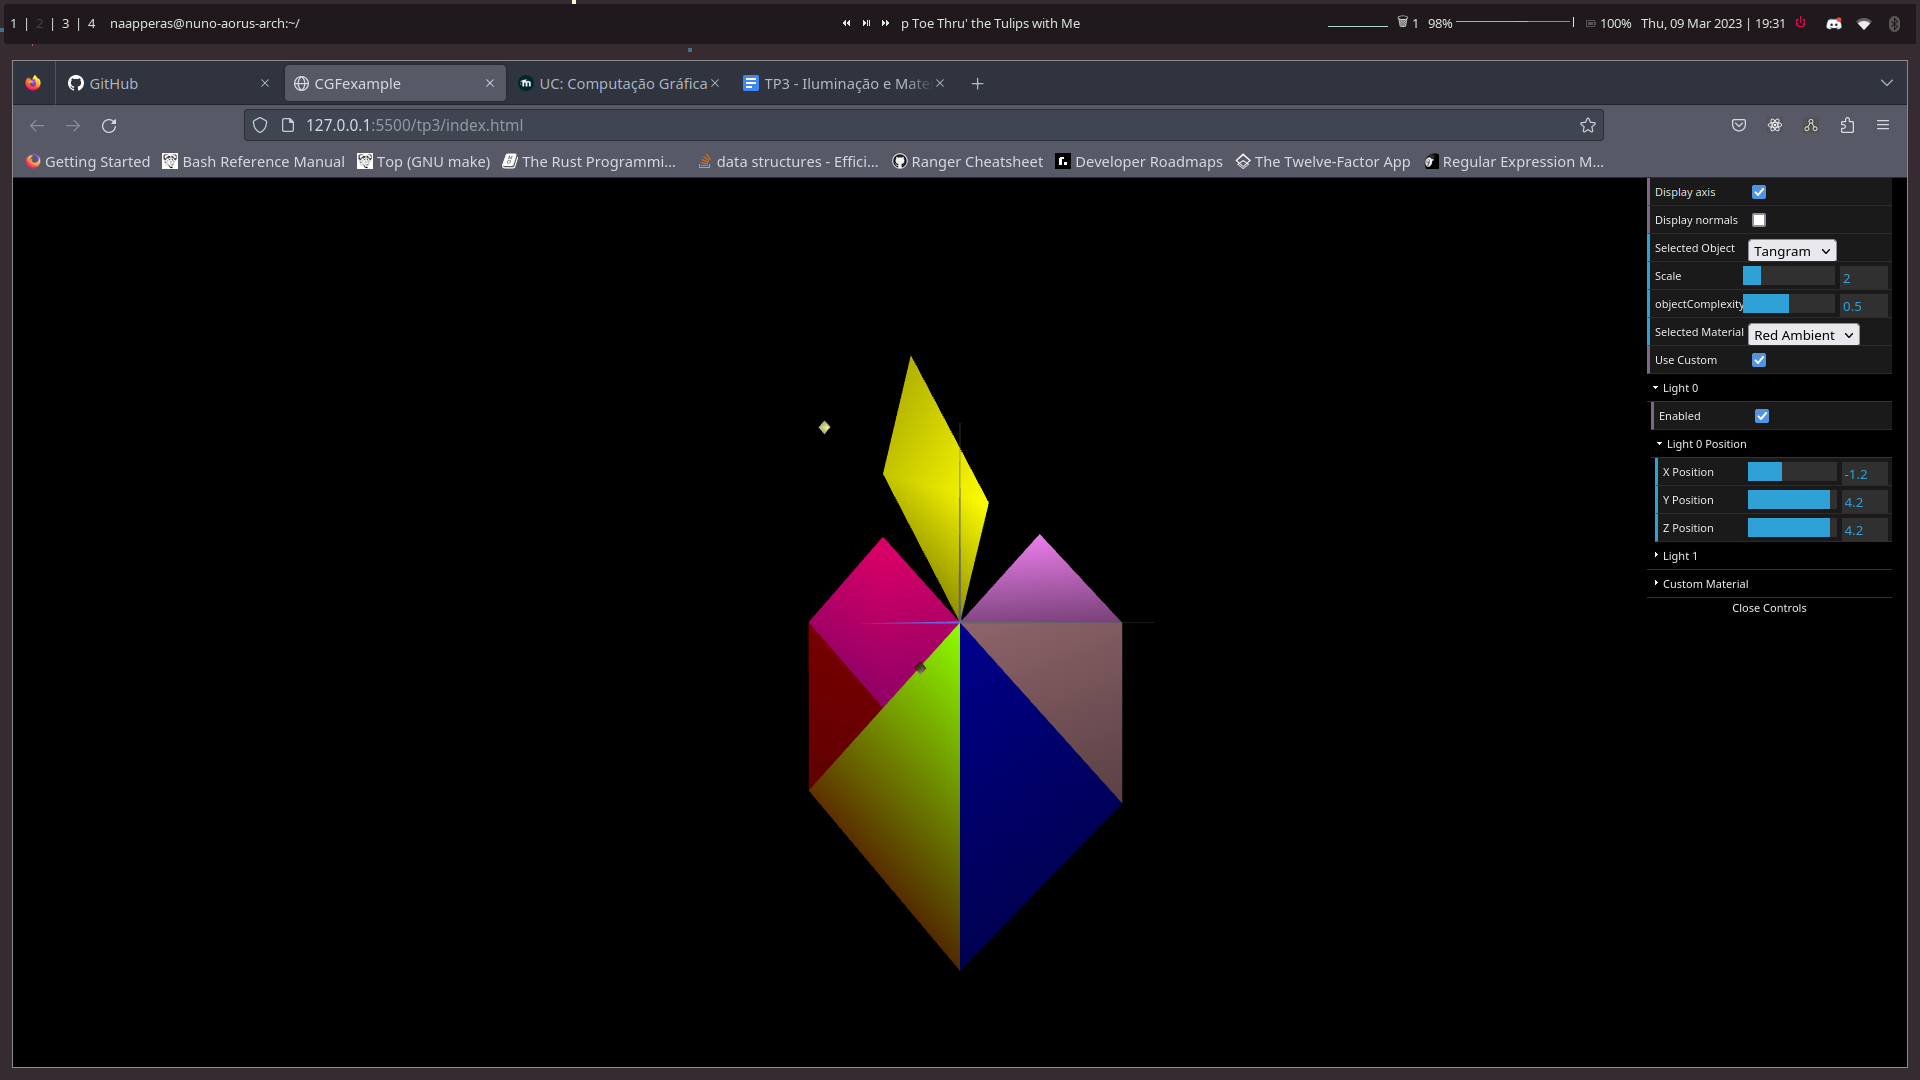 1 | 2 | 3 | 4 naapperas@nuno-aorus-arch:~/ p Toe Thru' the Tulips with Me 1 98% 100% Thu, 09 Mar 2023 | 19:31
GitHub CGFexample UC: Computação Gráfica TP3 - Iluminação e Mate
127.0.0.1:5500/tp3/index.html
Getting Started Bash Reference Manual Top (GNU make) The Rust Programmi... data structures - Effici... Ranger Cheatsheet Developer Roadmaps The Twelve-Factor App Regular Expression M...
Display axis
Display normals
Selected Object Tangram
Scale 2
objectComplexity 0.5
Selected Material Red Ambient
Use Custom
Light 0
Enabled
Light 0 Position
X Position -1.2
Y Position 4.2
Z Position 4.2
Light 1
Custom Material
Close Controls